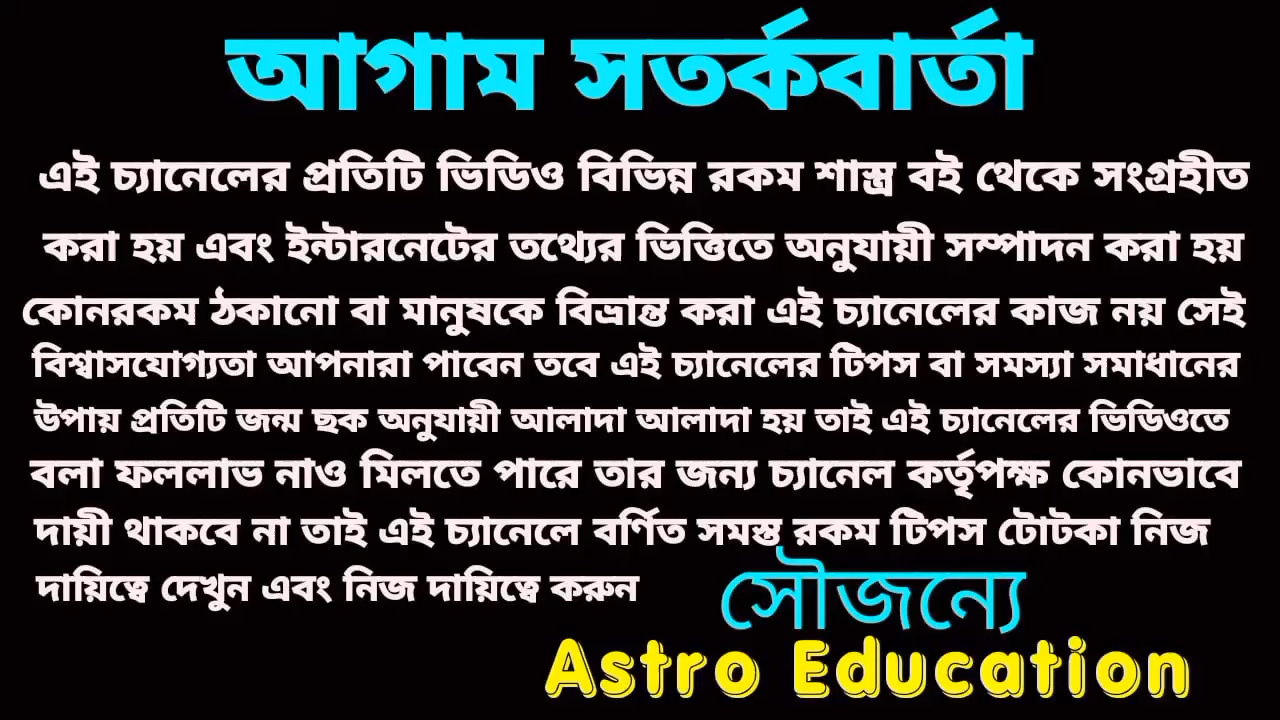 আগাম সতর্কবার্তা
এই চ্যানেলের প্রতিটি ভিডিও বিভিন্ন রকম শাস্ত্র বই থেকে সংগ্রহীত
করা হয় এবং ইন্টারনেটের তথ্যের ভিত্তিতে অনুযায়ী সম্পাদন করা হয়
কোনরকম ঠকানো বা মানুষকে বিভ্রান্ত করা এই চ্যানেলের কাজ নয় সেই
বিশ্বাসযোগ্যতা আপনারা পাবেন তবে এই চ্যানেলের টিপস বা সমস্যা সমাধানের
উপায় প্রতিটি জন্ম ছক অনুযায়ী আলাদা আলাদা হয় তাই এই চ্যানেলের ভিডিওতে
বলা ফললাভ নাও মিলতে পারে তার জন্য চ্যানেল কর্তৃপক্ষ কোনভাবে
দায়ী থাকবে না তাই এই চ্যানেলে বর্ণিত সমস্ত রকম টিপস টোটকা নিজ
দায়িত্বে দেখুন এবং নিজ দায়িত্বে করুন
সৌজন্যে
Astro Education